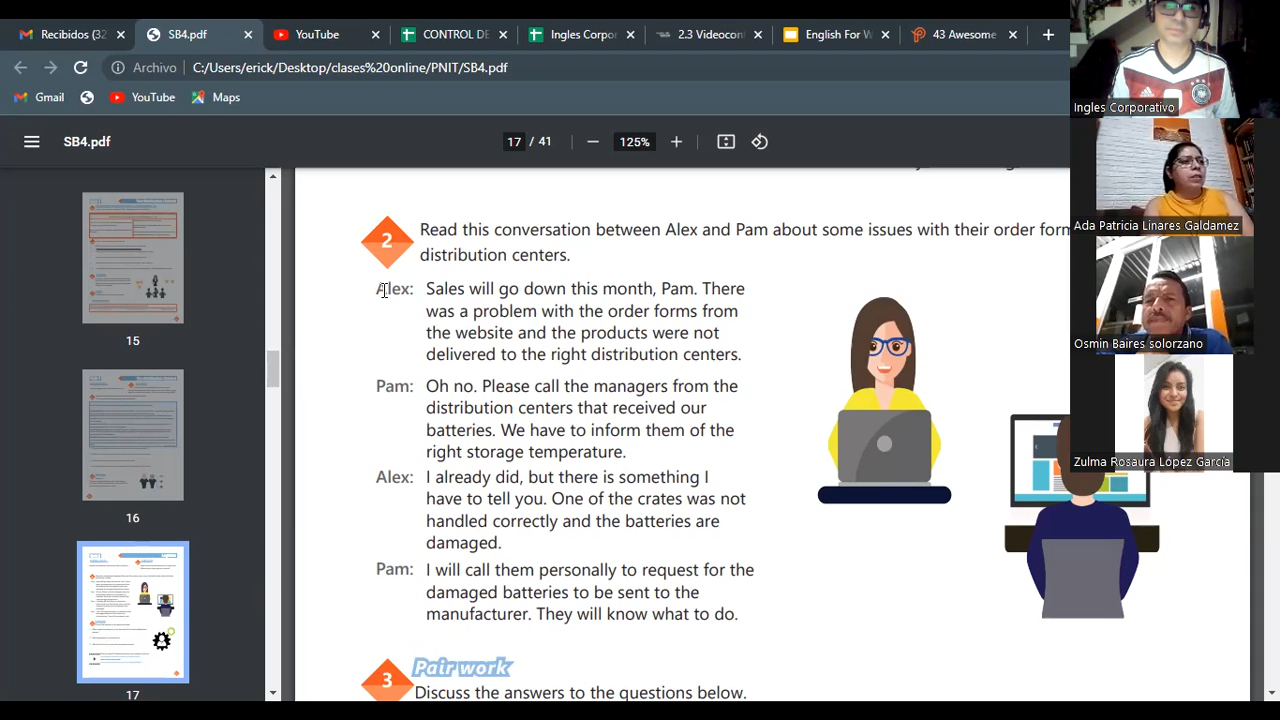 Recibidos (32
SB4.pdf
YouTube
CONTROL DE
Ingles Corpor
2.3 Videocon
English For W
43 Awesome
Archivo
C:/Users/erick/Desktop/clases%20online/PNIT/SB4.pdf
Gmail
YouTube
Maps
SB4.pdf
7 / 41
125%
15
16
17
2
ead this conversation between Alex and Pam about some issues with their order form
distribution centers.
Alex: Sales will go down this month, Pam. There
was a problem with the order forms from
the website and the products were not
delivered to the right distribution centers.
Pam: Oh no. Please call the managers from the
distribution centers that received our
batteries. We have to inform them of the
right storage temperature.
Alex: y did, but there is something I
have to tell you. One of the crates was not
handled correctly and the batteries are
damaged.
Pam: I will call them personally to request for the
damaged batteries to be sent to the
manufacturer. They will know what to do.
3
Pair work
Discuss the answers to the questions below.
Ingles Corporativo
Ada Patricia Linares Galdamez
Osmin Baires solorzano
Zulma Rosaura López García